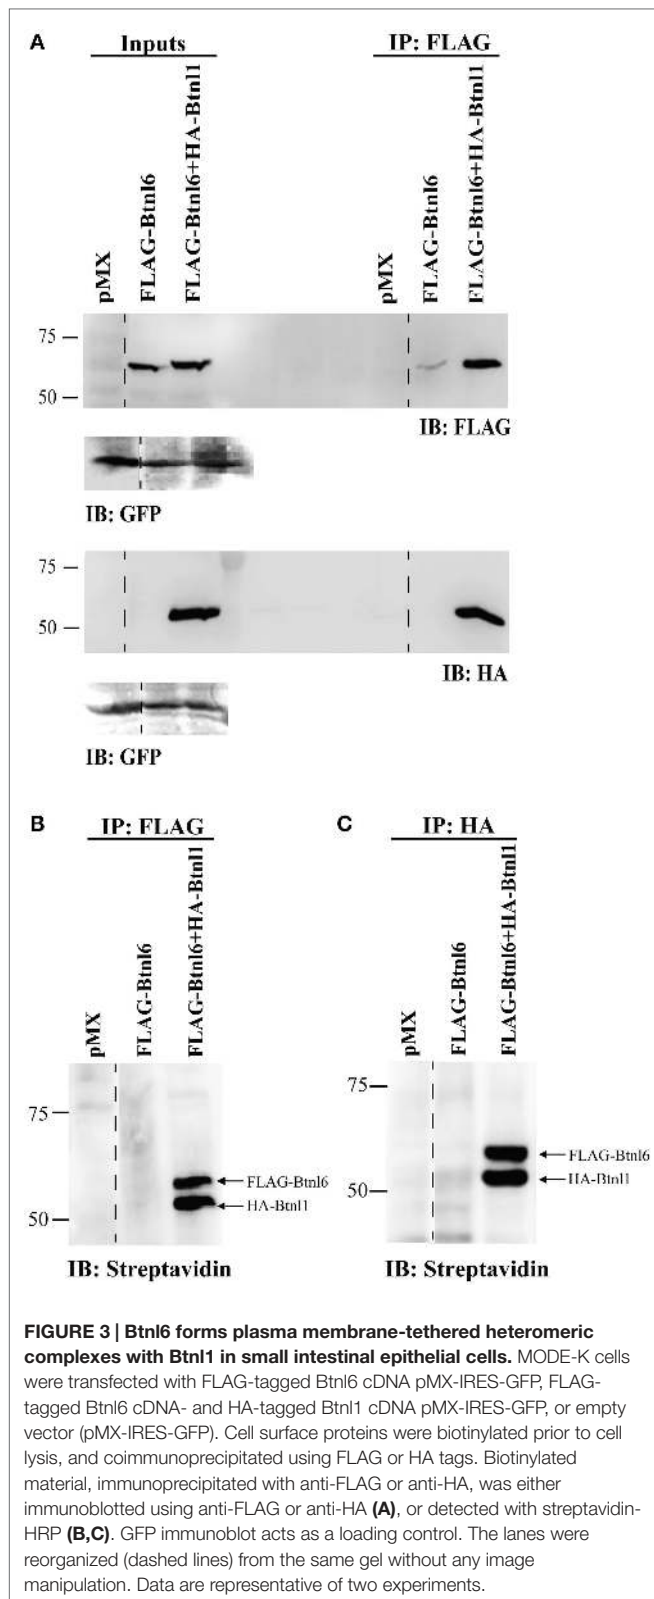 A
Inputs
IP: FLAG
pMX
FLAG-Btnl6
FLAG-Btnl6+HA-Btnl1
pMX
FLAG-Btnl6
FLAG-Btnl6+HA-Btnl1
75
50
IB: FLAG
IB: GFP
75
50
IB: HA
IB: GFP
B
IP: FLAG
C
IP: HA
pMX
FLAG-Btnl6
FLAG-Btnl6+HA-Btnl1
pMX
FLAG-Btnl6
FLAG-Btnl6+HA-Btnl1
75
50
FLAG-Btnl6
HA-Btnl1
75
50
FLAG-Btnl6
HA-Btnl1
IB: Streptavidin
IB: Streptavidin
FIGURE 3 | Btnl6 forms plasma membrane-tethered heteromeric
complexes with Btnl1 in small intestinal epithelial cells. MODE-K cells
were transfected with FLAG-tagged Btnl6 cDNA pMX-IRES-GFP, FLAG-
tagged Btnl6 cDNA- and HA-tagged Btnl1 cDNA pMX-IRES-GFP, or empty
vector (pMX-IRES-GFP). Cell surface proteins were biotinylated prior to cell
lysis, and coimmunoprecipitated using FLAG or HA tags. Biotinylated
material, immunoprecipitated with anti-FLAG or anti-HA, was either
immunoblotted using anti-FLAG or anti-HA (A), or detected with streptavidin-
HRP (B,C). GFP immunoblot acts as a loading control. The lanes were
reorganized (dashed lines) from the same gel without any image
manipulation. Data are representative of two experiments.